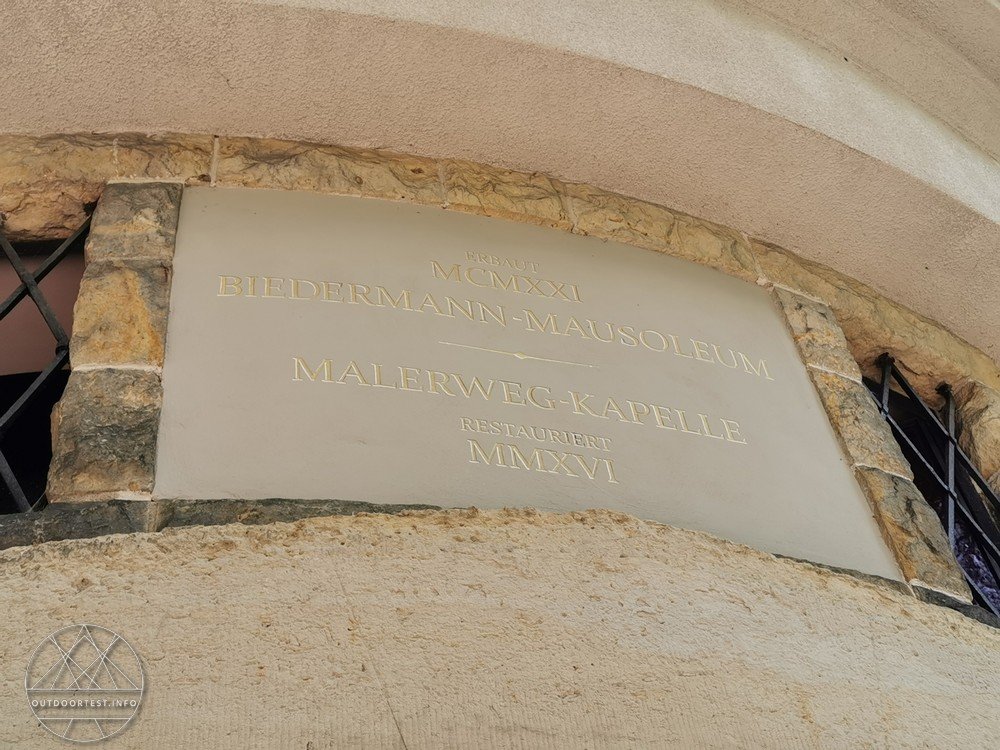 ERBAUT
MCMXXI
BIEDERMANN-MAUSOLEUM
MALERWEG-KAPELLE
RESTAURIERT
MMXVI
OUTDOORTEST.INFO